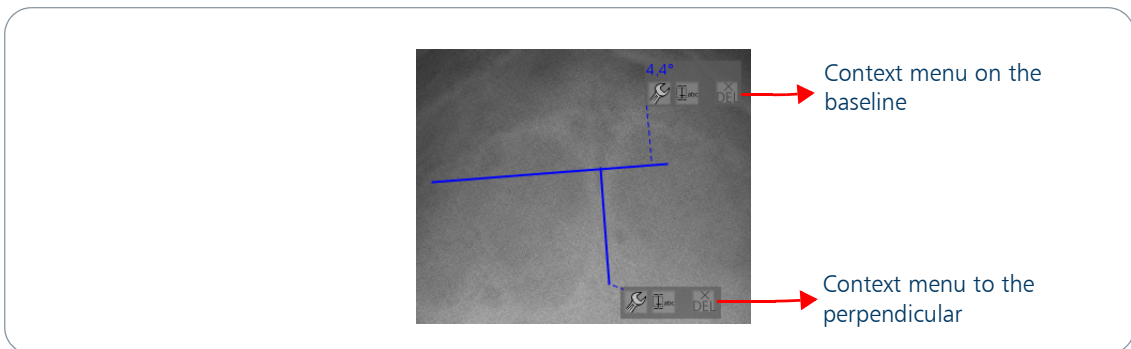 4,4°
abc
DEL
Context menu on the
baseline
abc
DEL
Context menu to the
perpendicular